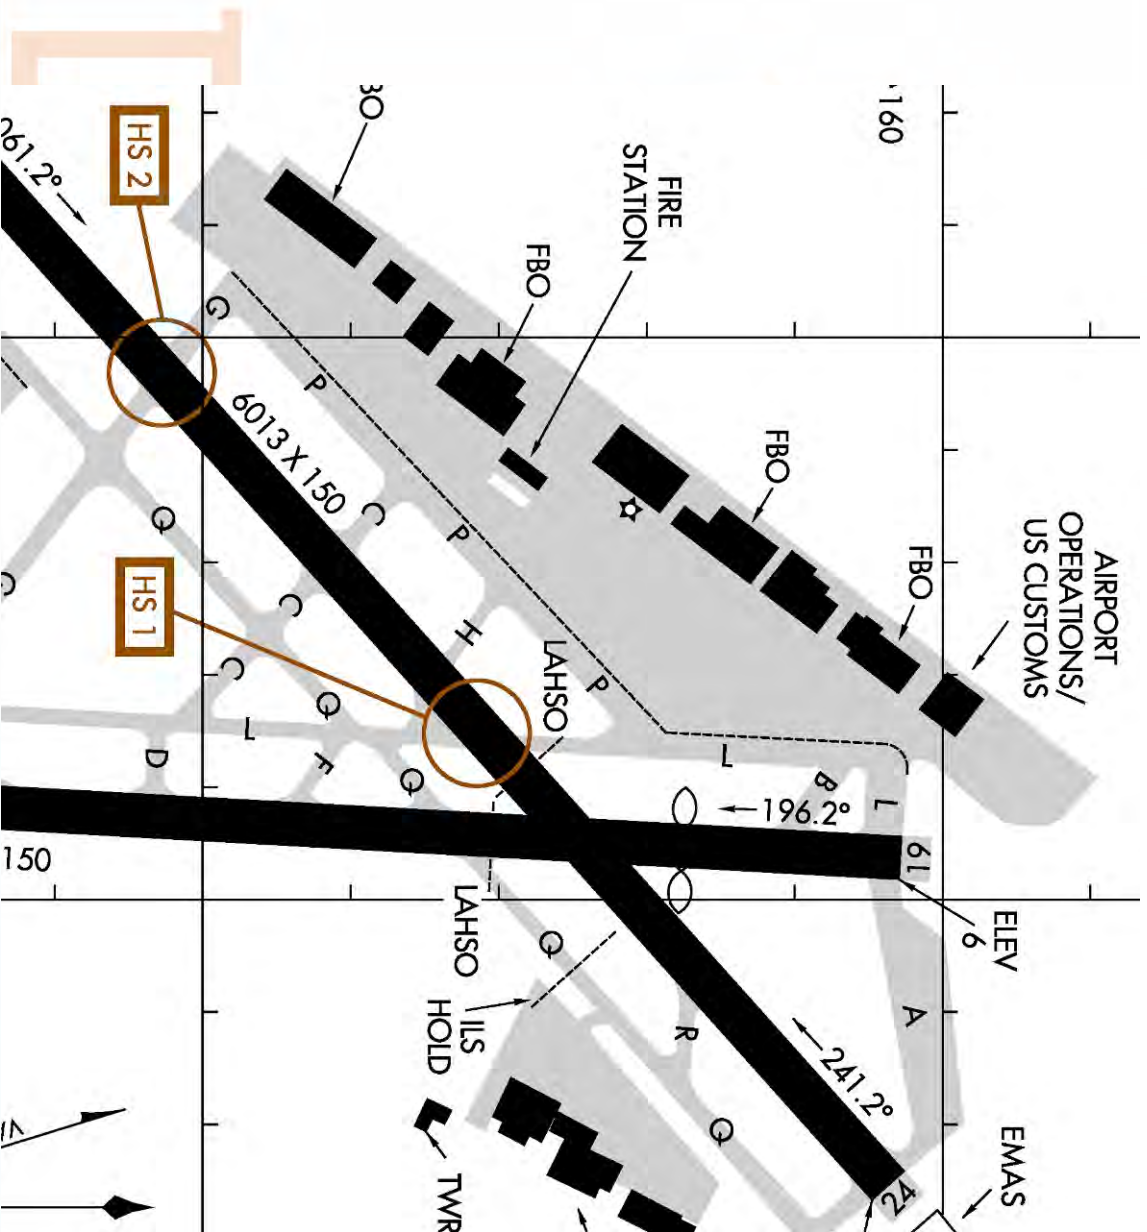 160
FIRE
STATION
FBO
FBO
FBO
AIRPORT
OPERATIONS/
US CUSTOMS
HS 2
HS 1
061.2°
6013 X 150
G
P
C
P
H
P
LAHSO
Q
C
C
Q
L
D
F
Q
L
B
L
196.2°
19
ELEV
6
150
LAHSO
ILS
HOLD
Q
R
A
241.2°
Q
24
EMAS
TWR